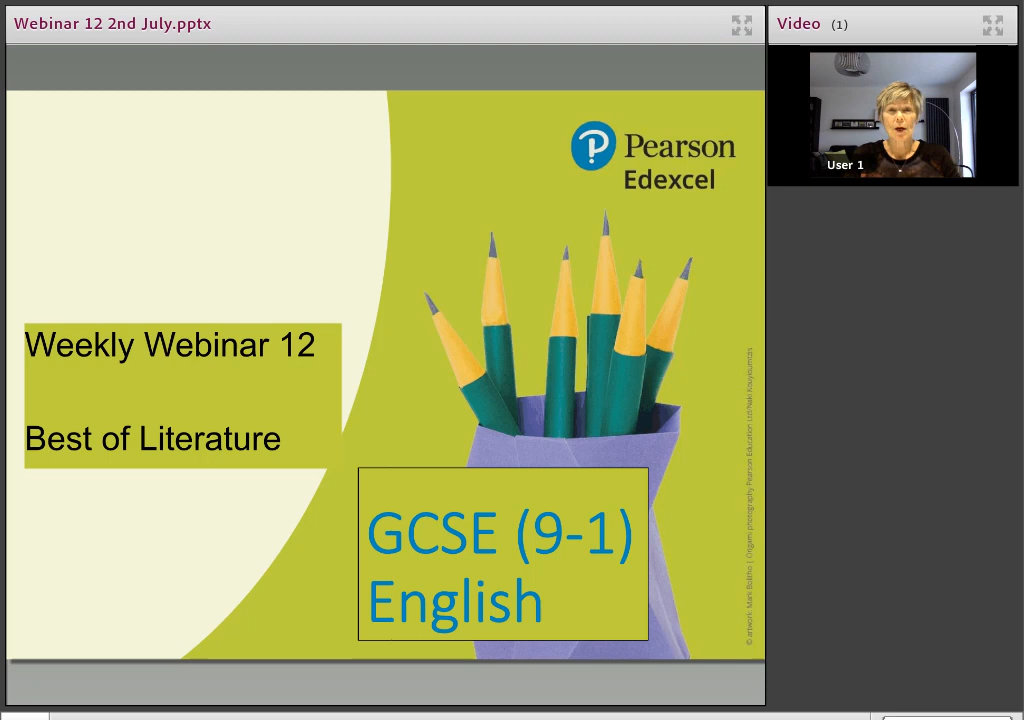 Webinar 12 2nd July.pptx
Video (1)
User 1
Pearson
Edexcel
Weekly Webinar 12
Best of Literature
GCSE (9-1)
English